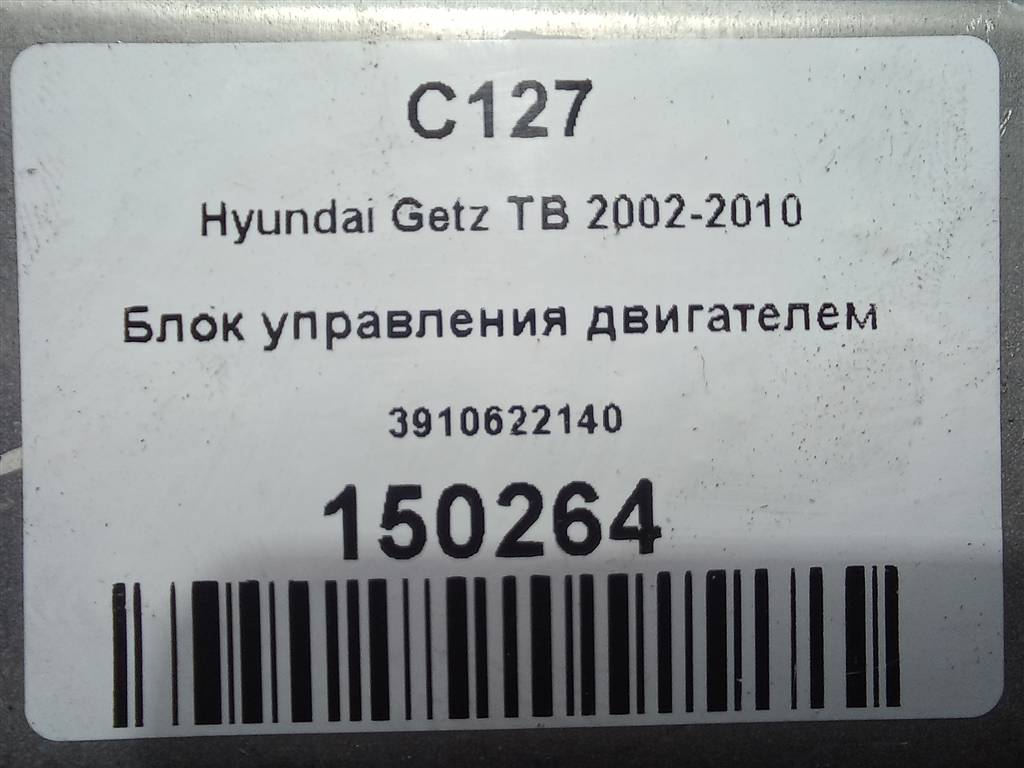 C127
Hyundai Getz TB 2002-2010
Блок управления двигателем
3910622140
150264